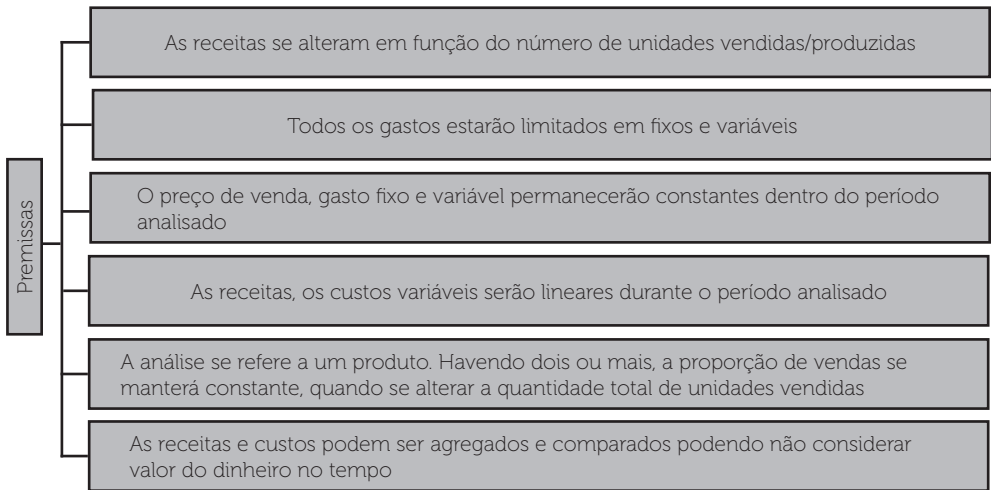 Premissas
As receitas se alteram em função do número de unidades vendidas/produzidas
Todos os gastos estarão limitados em fixos e variáveis
O preço de venda, gasto fixo e variável permanecerão constantes dentro do período
analisado
As receitas, os custos variáveis serão lineares durante o período analisado
A análise se refere a um produto. Havendo dois ou mais, a proporção de vendas se
manterá constante, quando se alterar a quantidade total de unidades vendidas
As receitas e custos podem ser agregados e comparados podendo não considerar
valor do dinheiro no tempo